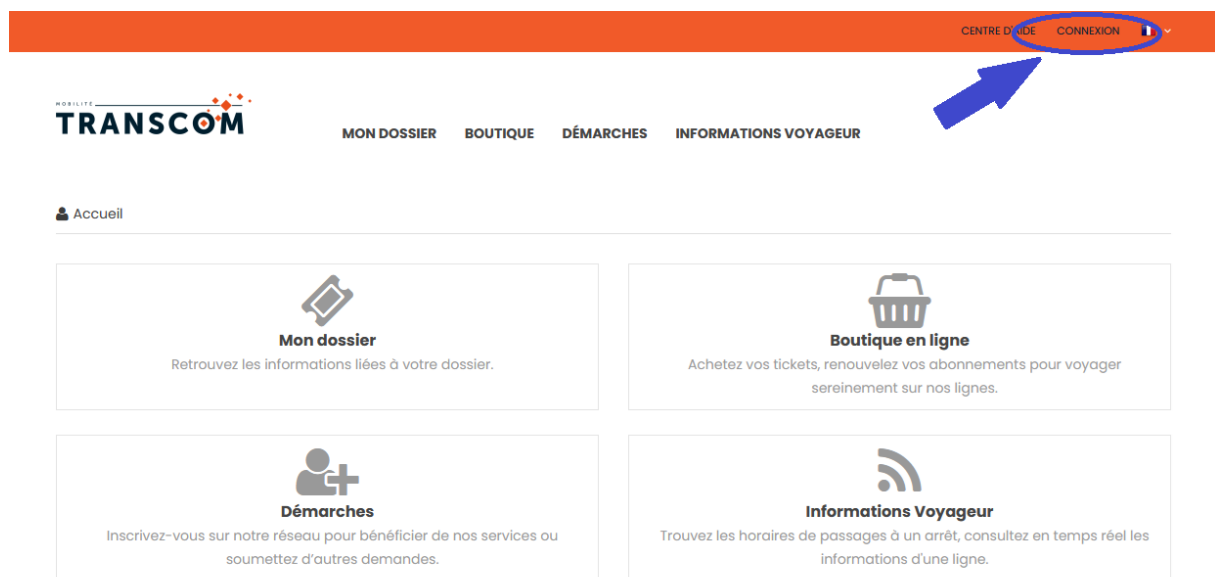 CENTRE D'AIDE CONNEXION
MOBILITÉ
TRANSCOM
MON DOSSIER BOUTIQUE DÉMARCHES INFORMATIONS VOYAGEUR
Accueil
Mon dossier
Retrouvez les informations liées à votre dossier.
Boutique en ligne
Achetez vos tickets, renouvelez vos abonnements pour voyager
sereinement sur nos lignes.
Démarches
Inscrivez-vous sur notre réseau pour bénéficier de nos services ou
soumettez d'autres demandes.
Informations Voyageur
Trouvez les horaires de passages à un arrêt, consultez en temps réel les
informations d'une ligne.